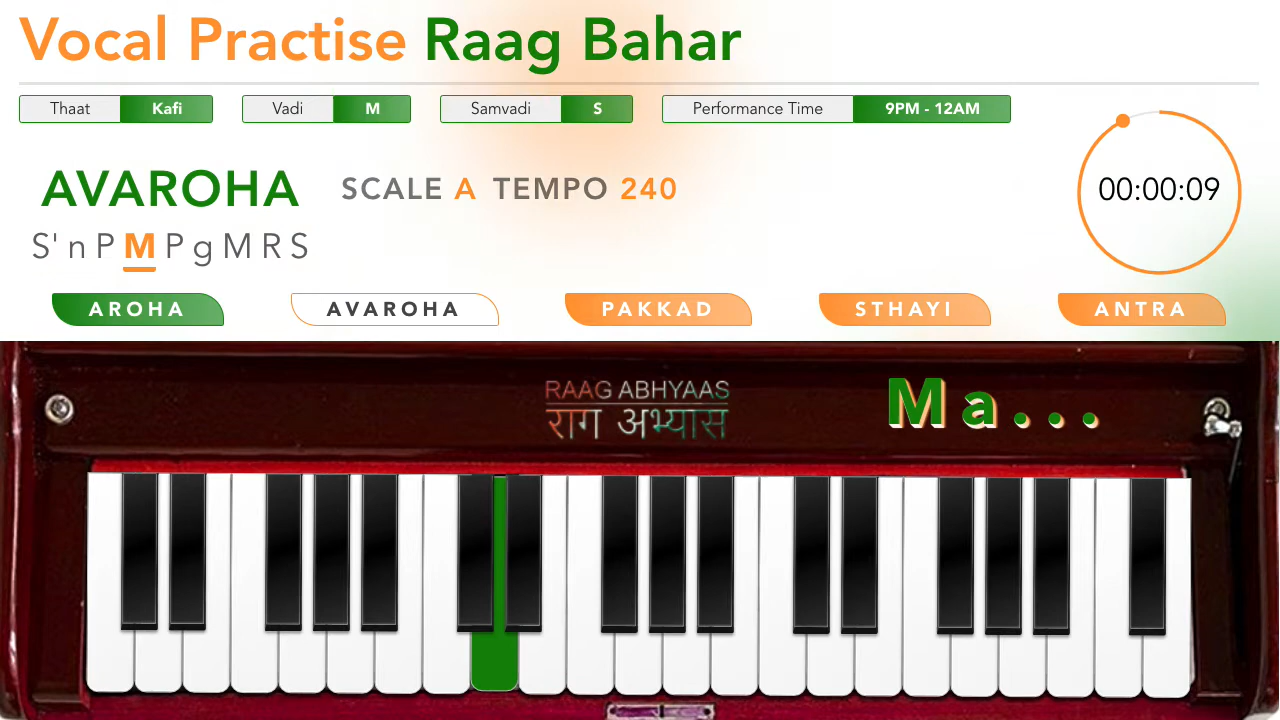 Vocal Practise Raag Bahar
Thaat Kafi Vadi M Samvadi S Performance Time 9PM - 12AM
AVAROHA SCALE A TEMPO 240
00:00:09
S' n P M P g M R S
AROHA AVAROHA PAKKAD STHAYI ANTRA
RAAG ABHYAAS
राग अभ्यास
Ma...